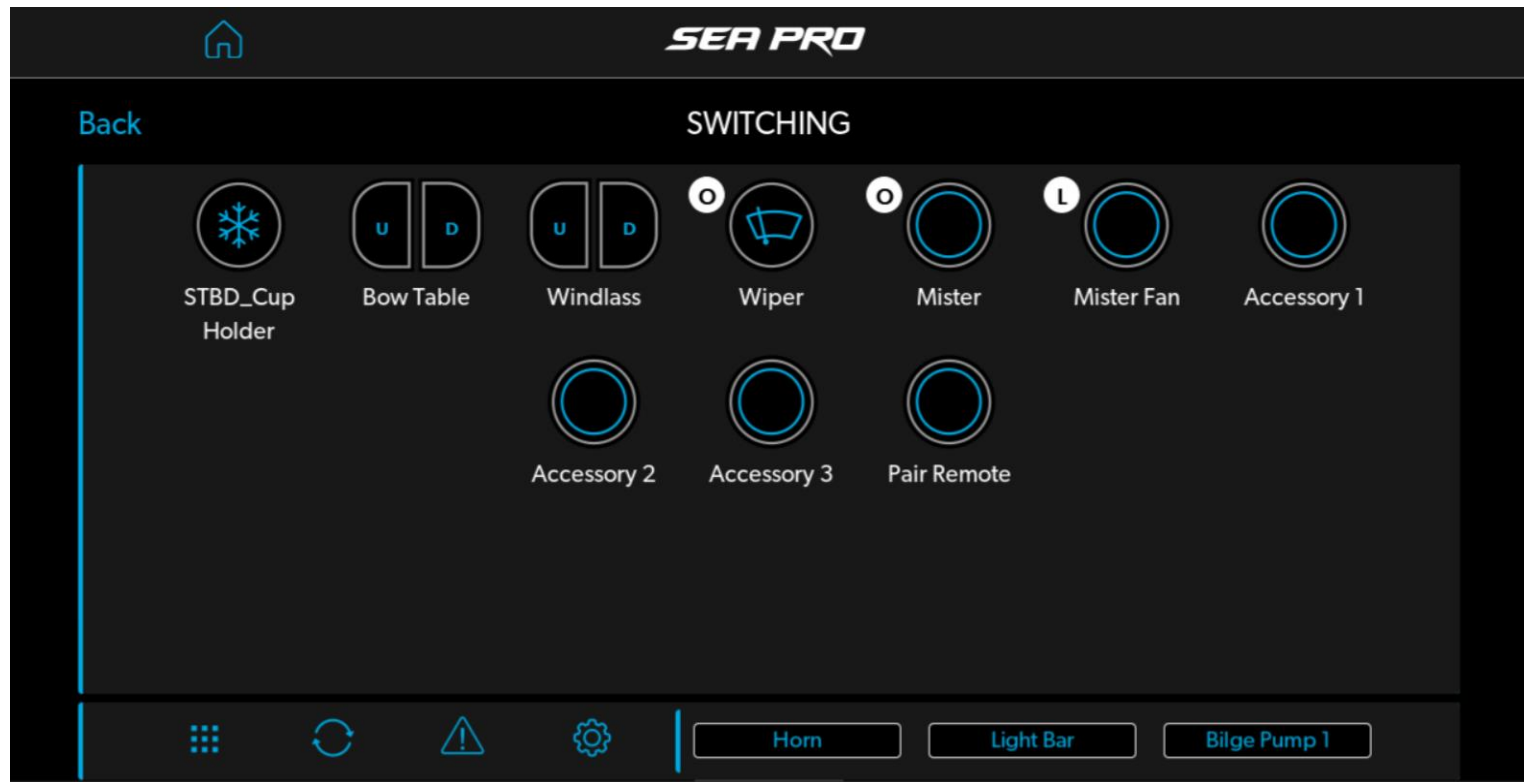 SEA PRO
Back
SWITCHING
U D
U D
O
O
L
STBD_Cup
Holder
Bow Table
Windlass
Wiper
Mister
Mister Fan
Accessory 1
Accessory 2
Accessory 3
Pair Remote
Horn
Light Bar
Bilge Pump 1